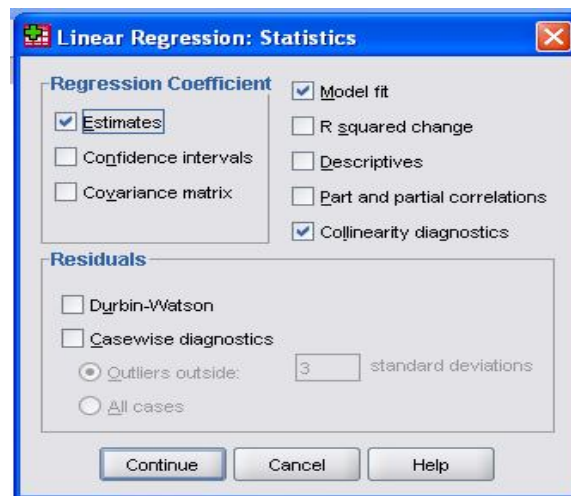 Linear Regression: Statistics
Regression Coefficient
Estimates
Confidence intervals
Covariance matrix
Model fit
R squared change
Descriptives
Part and partial correlations
Collinearity diagnostics
Residuals
Durbin-Watson
Casewise diagnostics
Outliers outside: 3 standard deviations
All cases
Continue Cancel Help